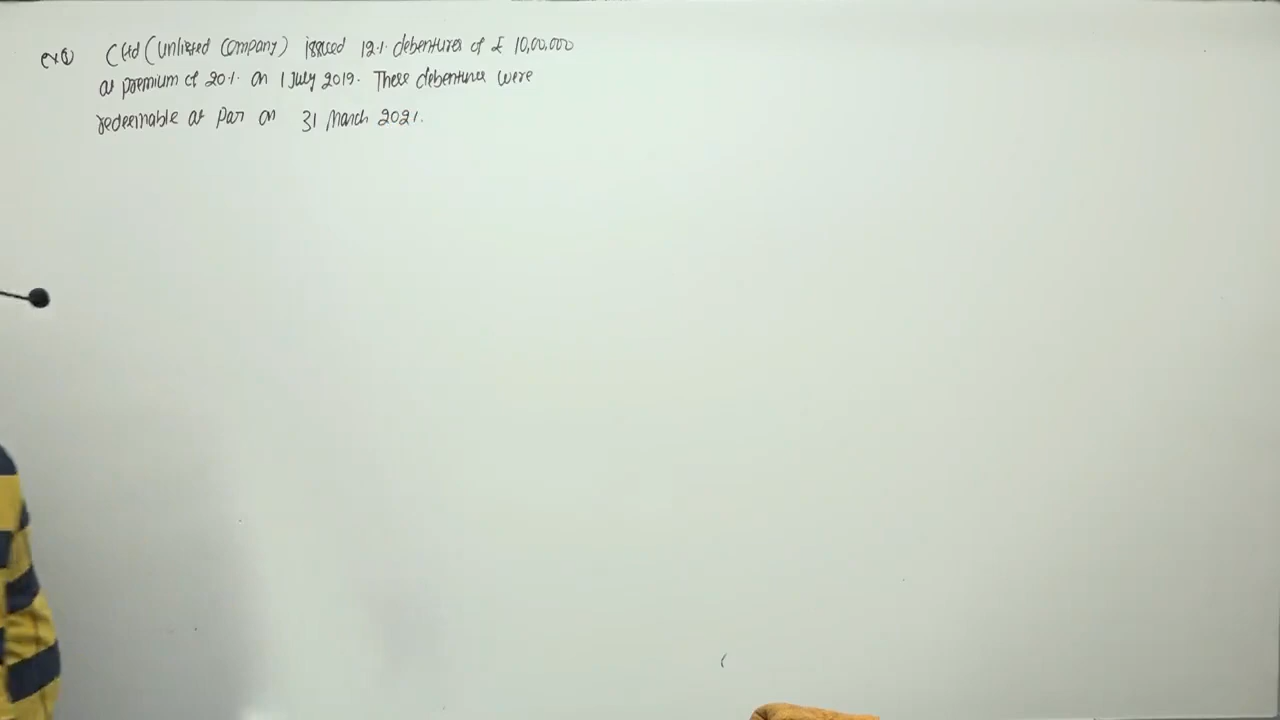 ex① C Ltd (unlisted company) issued 12% debentures of ₹ 10,00,000
at premium of 20% on 1 July 2019. These debentures were
redeemable at par on 31 March 2021.